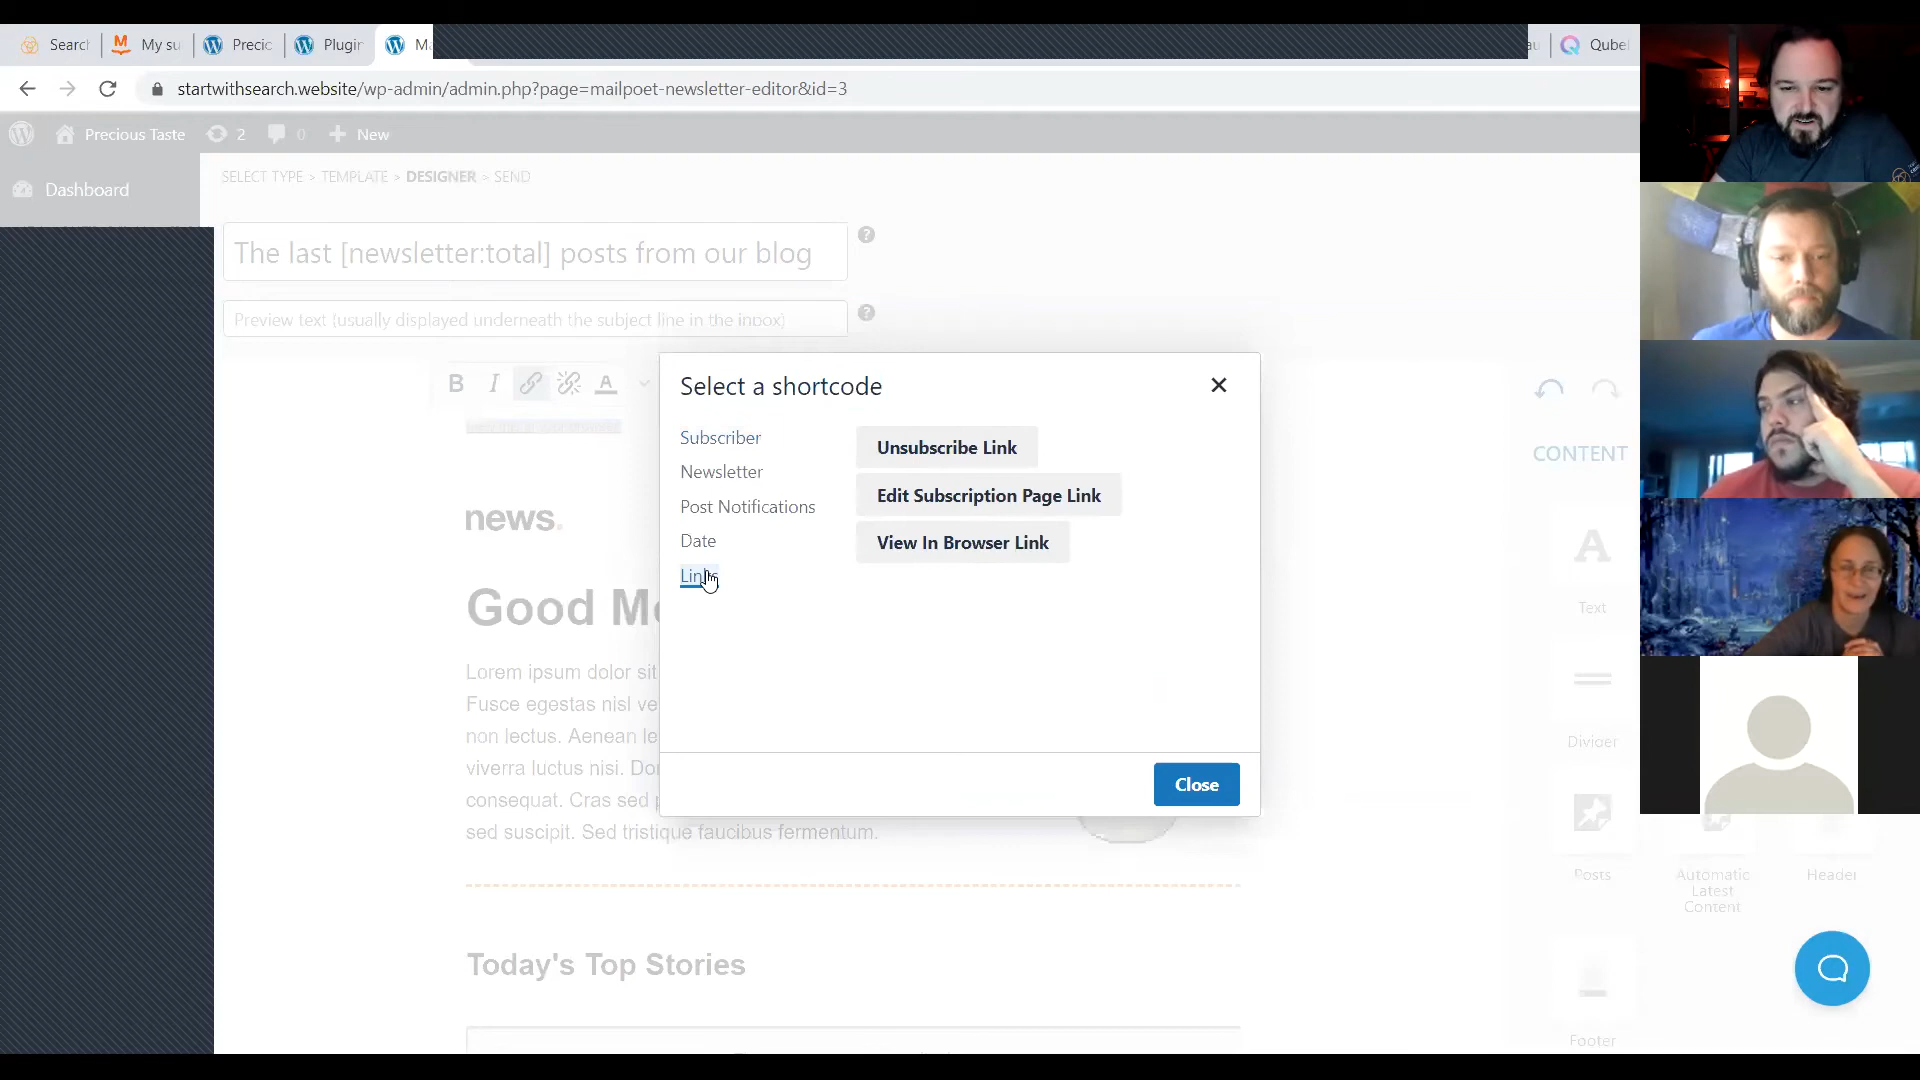 Search
My su
Precio
Plugin
Ma
Qube
startwithsearch.website/wp-admin/admin.php?page=mailpoet-newsletter-editor&id=3
Precious Taste
2
0
New
Dashboard
SELECT TYPE > TEMPLATE > DESIGNER > SEND
The last [newsletter:total] posts from our blog
Preview text (usually displayed underneath the subject line in the inbox)
B I A
Select a shortcode
Subscriber
Newsletter
Post Notifications
Date
Links
Unsubscribe Link
Edit Subscription Page Link
View In Browser Link
Close
CONTENT
Text
Divider
Posts
Automatic
Latest
Content
Header
Footer
news.
Good Mo
Lorem ipsum dolor sit
Fusce egestas nisl ve
non lectus. Aenean le
viverra luctus nisi. Do
consequat. Cras sed p
sed suscipit. Sed tristique faucibus fermentum.
Today's Top Stories